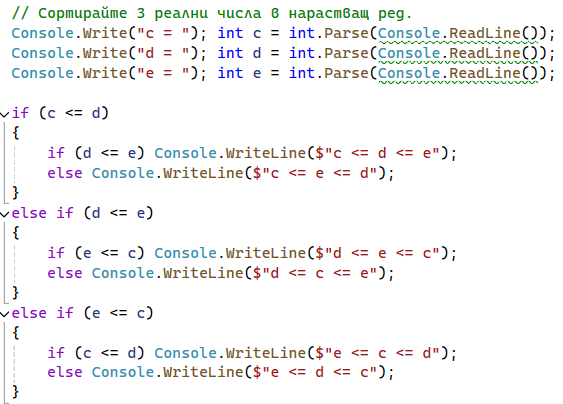 // Сортирайте 3 реални числа в нарастващ ред.
Console.Write("c = "); int c = int.Parse(Console.ReadLine());
Console.Write("d = "); int d = int.Parse(Console.ReadLine());
Console.Write("e = "); int e = int.Parse(Console.ReadLine());
if (c <= d)
{
if (d <= e) Console.WriteLine($"c <= d <= e");
else Console.WriteLine($"c <= e <= d");
}
else if (d <= e)
{
if (e <= c) Console.WriteLine($"d <= e <= c");
else Console.WriteLine($"d <= c <= e");
}
else if (e <= c)
{
if (c <= d) Console.WriteLine($"e <= c <= d");
else Console.WriteLine($"e <= d <= c");
}